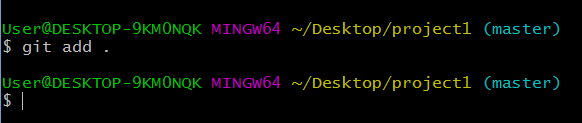 User@DESKTOP-9KM0NQK MINGW64 ~/Desktop/project1 (master)
$ git add .
User@DESKTOP-9KM0NQK MINGW64 ~/Desktop/project1 (master)
$